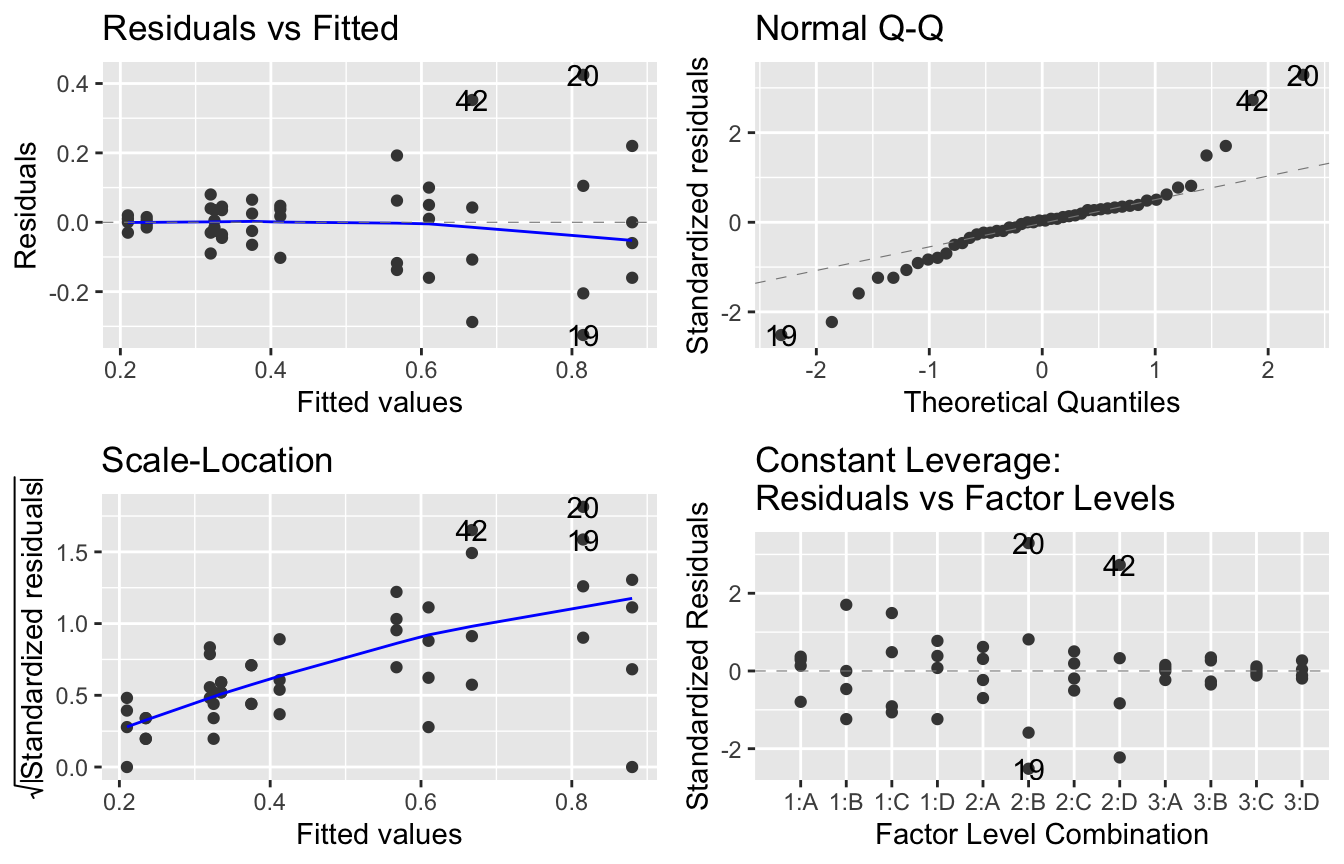 Residuals vs Fitted
0.4
0.2
0.0
-0.2
Residuals
20
42
19
0.2
0.4
0.6
0.8
Fitted values
Normal Q-Q
2
0
-2
Standardized residuals
20
42
19
-2
-1
0
1
2
Theoretical Quantiles
Scale-Location
1.5
1.0
0.5
0.0
√|Standardized residuals|
20
42
19
0.2
0.4
0.6
0.8
Fitted values
Constant Leverage:
Residuals vs Factor Levels
2
0
-2
Standardized Residuals
20
42
19
1:A 1:B 1:C 1:D 2:A 2:B 2:C 2:D 3:A 3:B 3:C 3:D
Factor Level Combination